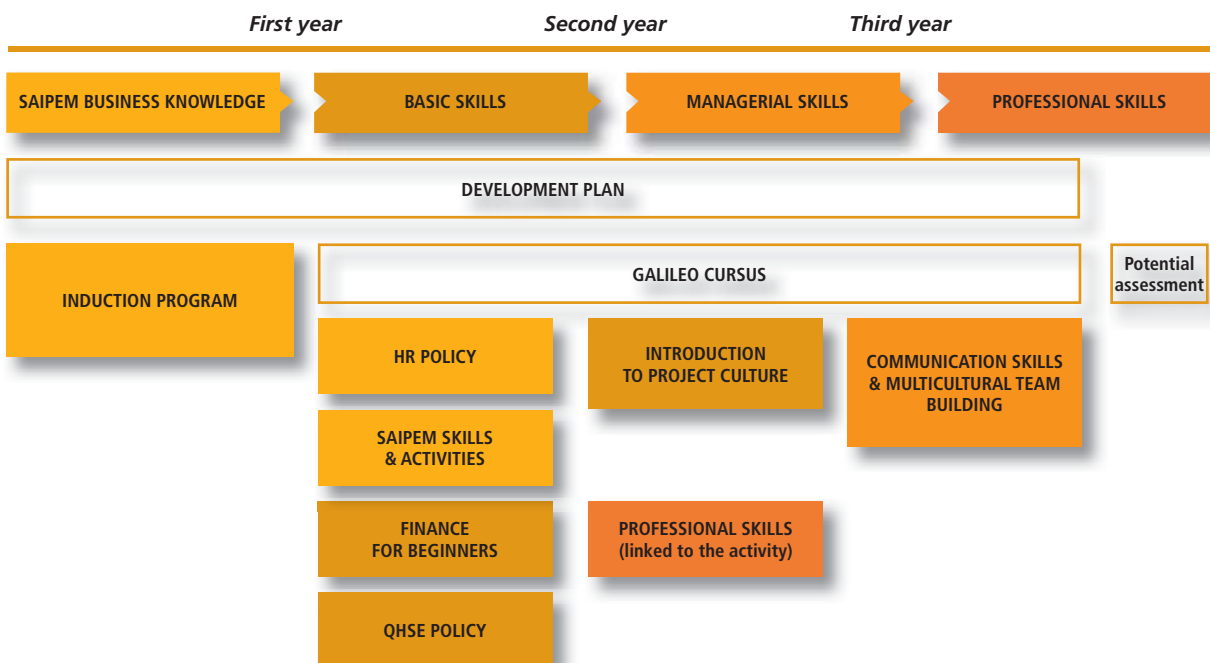 First year
Second year
Third year
SAIPEM BUSINESS KNOWLEDGE
BASIC SKILLS
MANAGERIAL SKILLS
PROFESSIONAL SKILLS
DEVELOPMENT PLAN
INDUCTION PROGRAM
GALILEO CURSUS
Potential
assessment
HR POLICY
INTRODUCTION
TO PROJECT CULTURE
COMMUNICATION SKILLS
& MULTICULTURAL TEAM
BUILDING
SAIPEM SKILLS
& ACTIVITIES
FINANCE
FOR BEGINNERS
PROFESSIONAL SKILLS
(linked to the activity)
QHSE POLICY